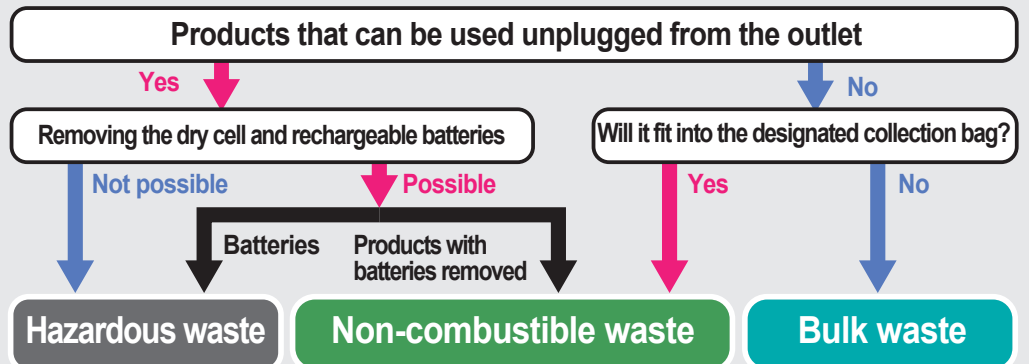 Products that can be used unplugged from the outlet
Yes
No
Removing the dry cell and rechargeable batteries
Will it fit into the designated collection bag?
Not possible
Possible
Yes
No
Batteries
Products with
batteries removed
Hazardous waste
Non-combustible waste
Bulk waste